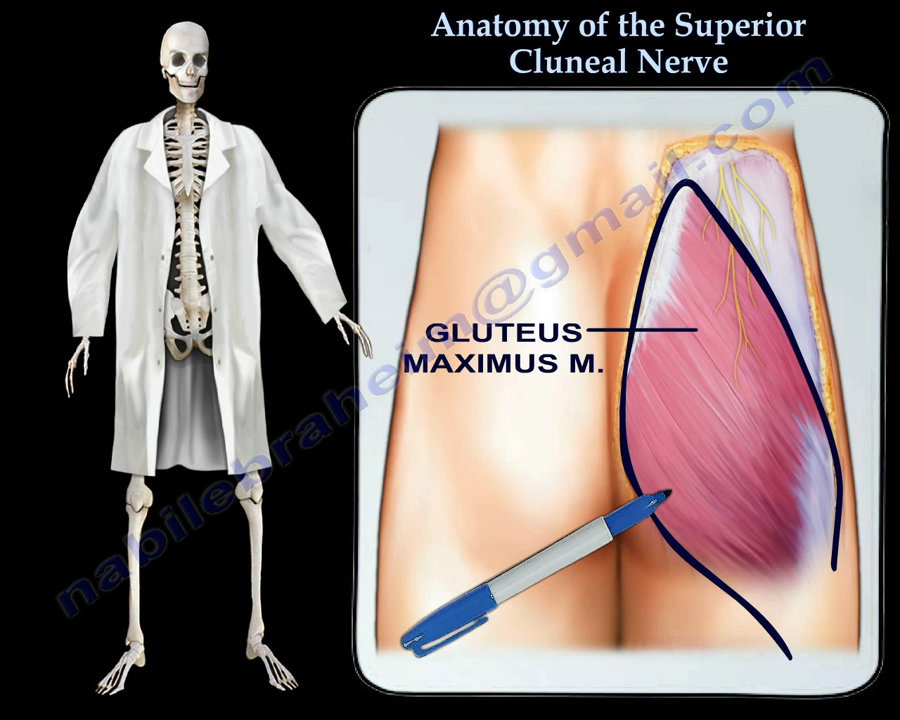 Anatomy of the Superior
Cluneal Nerve
GLUTEUS
MAXIMUS M.
nabilebraheim@gmail.com